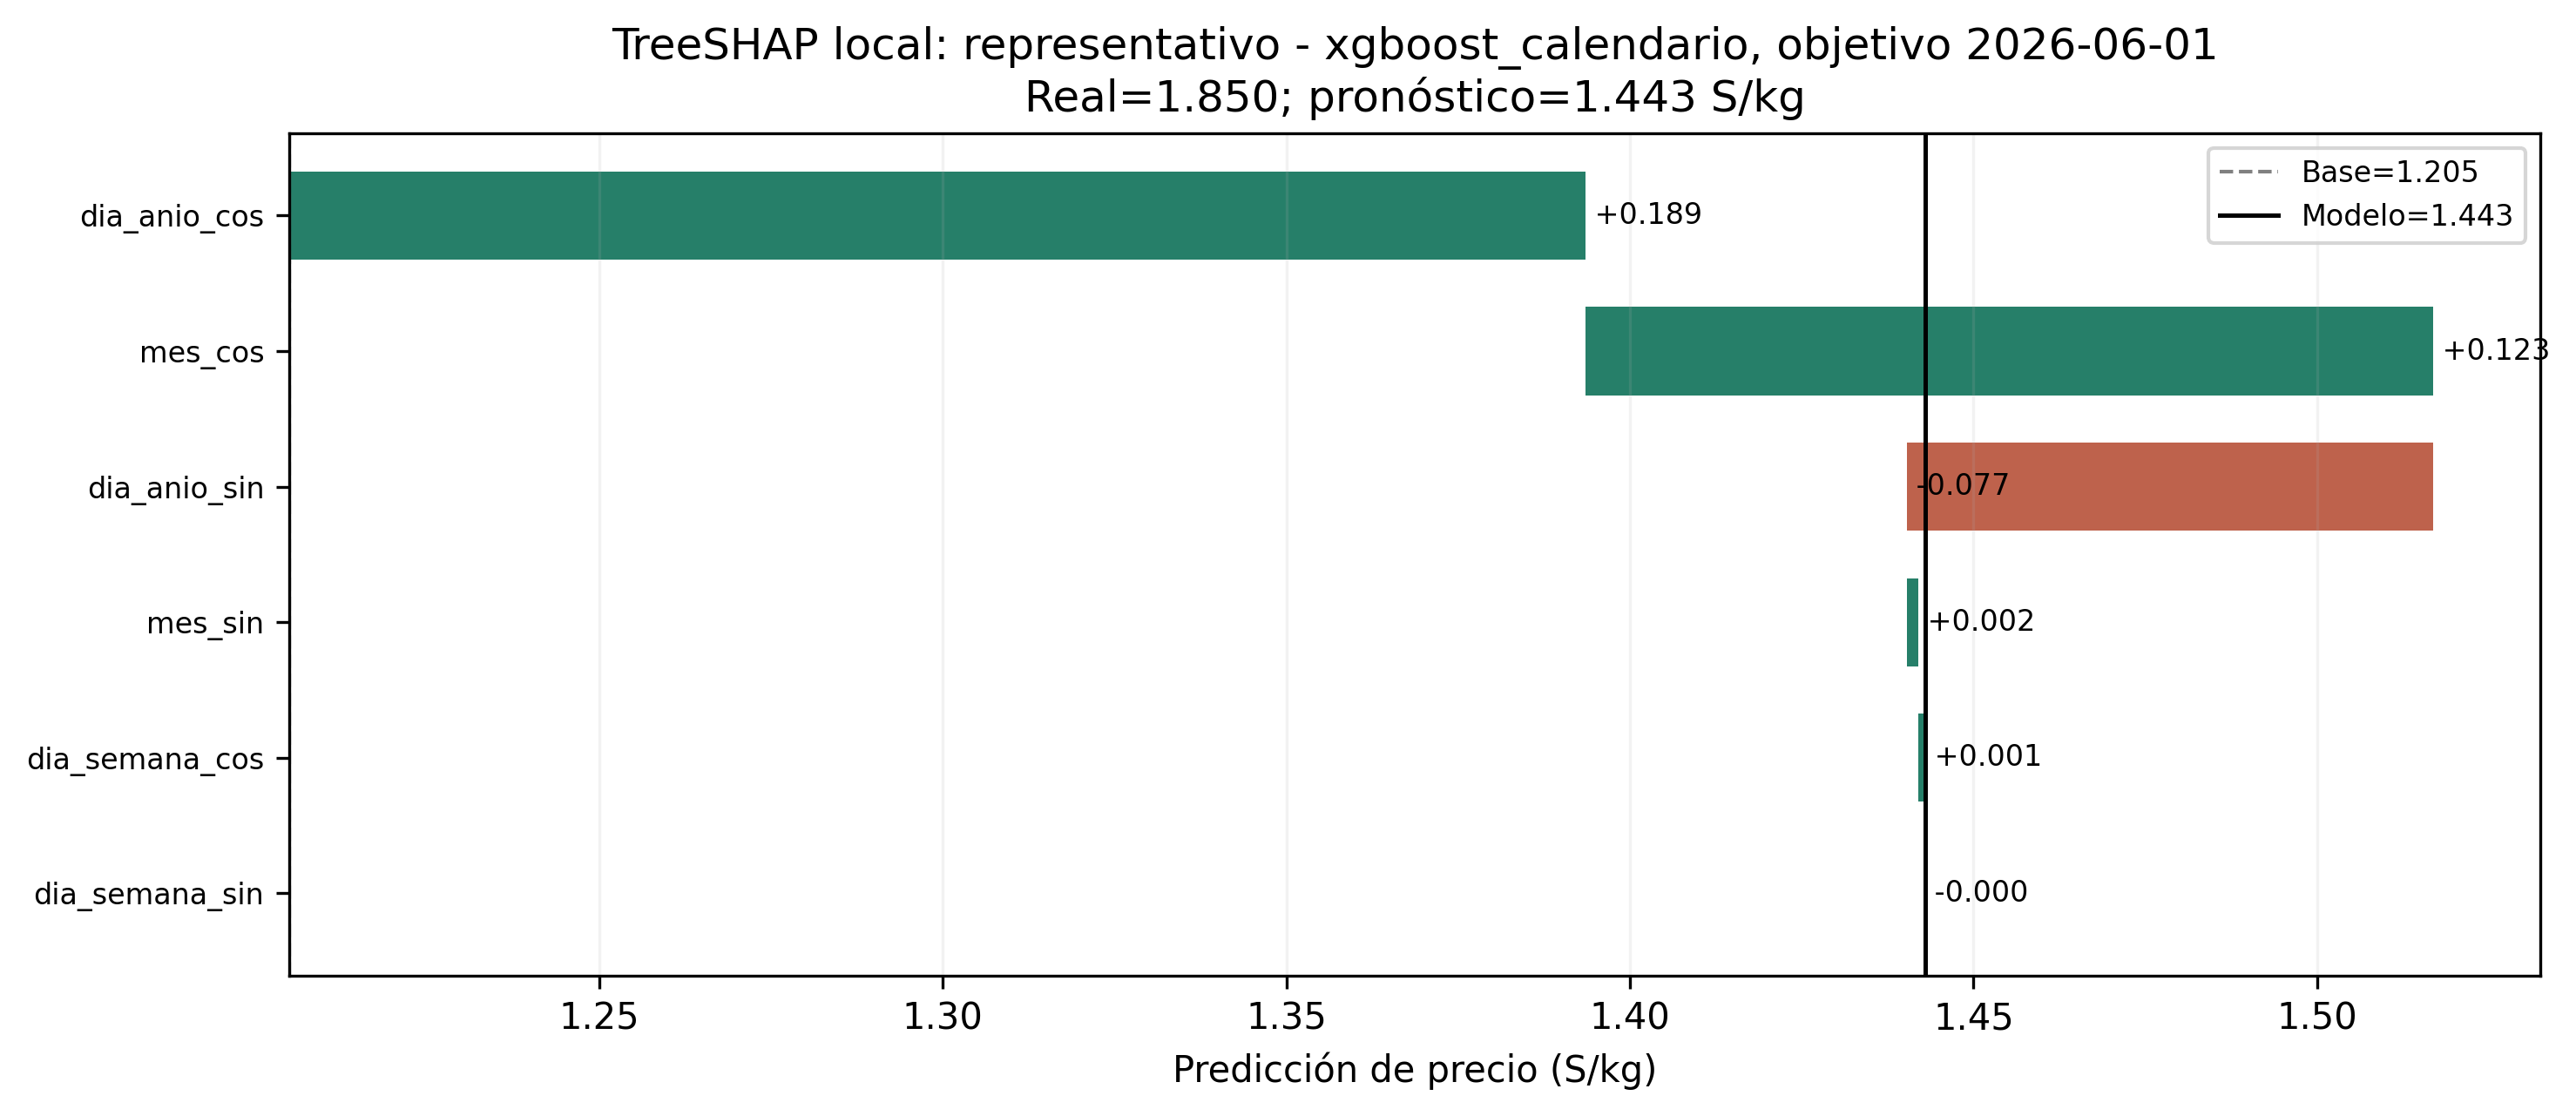 TreeSHAP local: representativo - xgboost_calendario, objetivo 2026-06-01
Real=1.850; pronóstico=1.443 S/kg
Base=1.205
Modelo=1.443
dia_anio_cos
+0.189
mes_cos
+0.123
dia_anio_sin
-0.077
mes_sin
+0.002
dia_semana_cos
+0.001
dia_semana_sin
-0.000
1.25 1.30 1.35 1.40 1.45 1.50
Predicción de precio (S/kg)